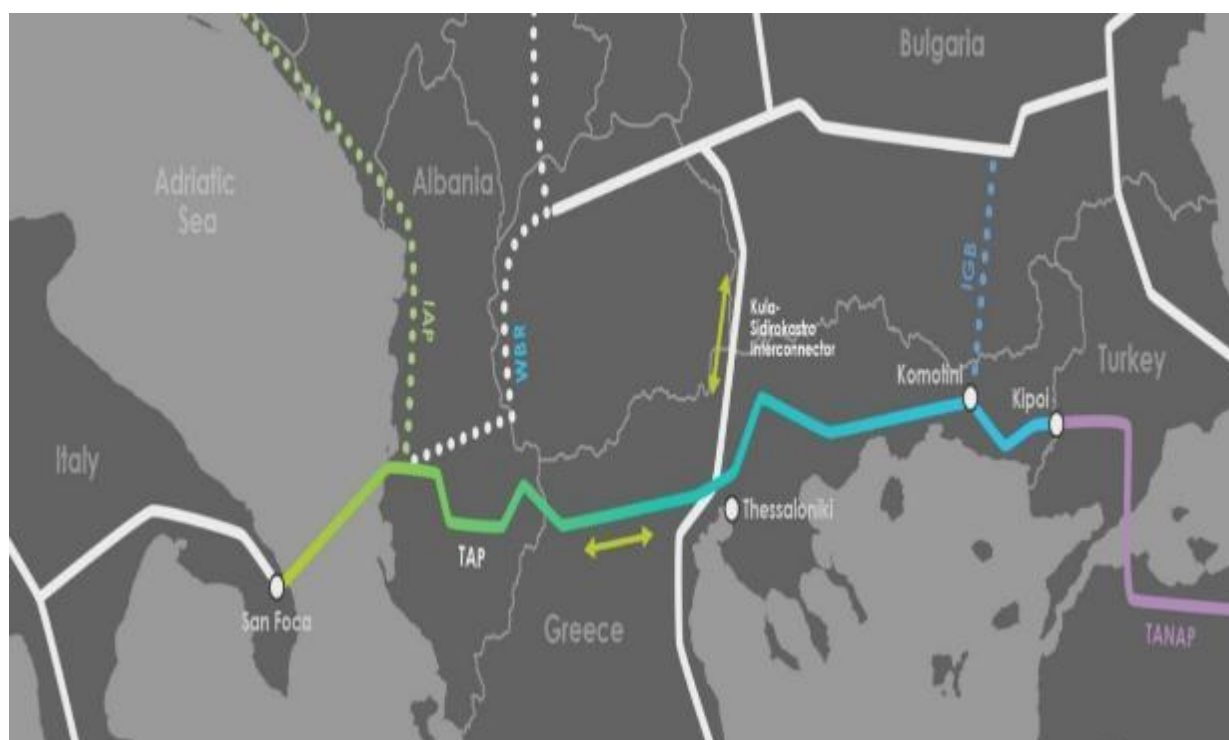 Bulgaria
Adriatic
Sea
Albania
IAP
WBR
IGB
Kula-
Sidirokastro
Interconnector
Turkey
Komotini
Kipoi
Italy
Thessaloniki
TAP
San Foca
Greece
TANAP